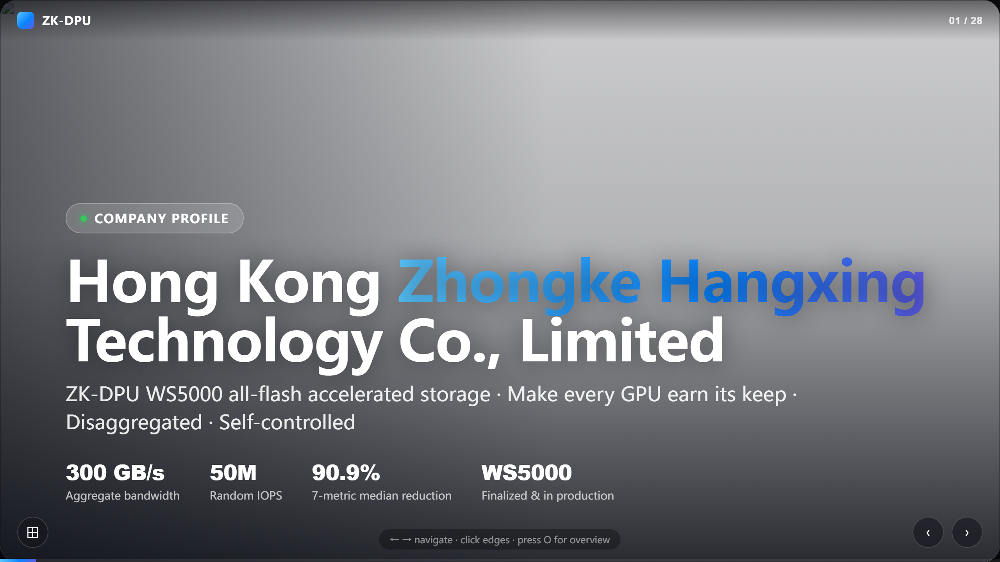 ZK-DPU
01 / 28
COMPANY PROFILE
Hong Kong Zhongke Hangxing
Technology Co., Limited
ZK-DPU WS5000 all-flash accelerated storage · Make every GPU earn its keep ·
Disaggregated · Self-controlled
300 GB/s
Aggregate bandwidth
50M
Random IOPS
90.9%
7-metric median reduction
WS5000
Finalized & in production
← → navigate · click edges · press O for overview